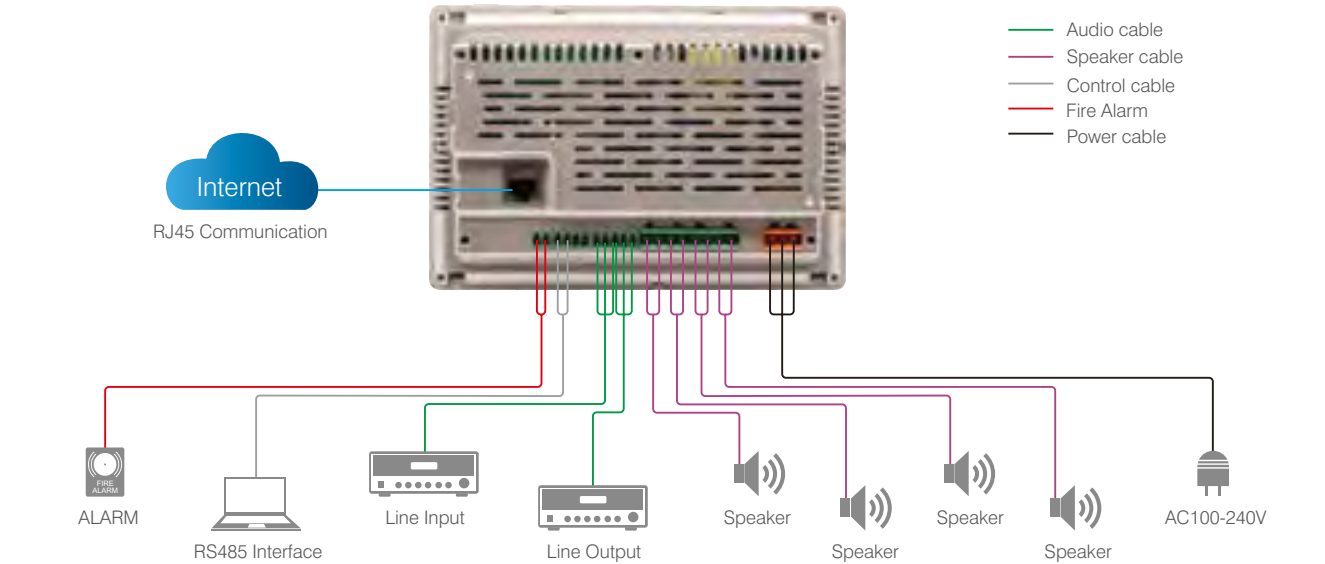 Audio cable
Speaker cable
Control cable
Fire Alarm
Power cable
Internet
RJ45 Communication
FIRE
ALARM
ALARM
RS485 Interface
Line Input
Line Output
Speaker
Speaker
Speaker
Speaker
AC100-240V